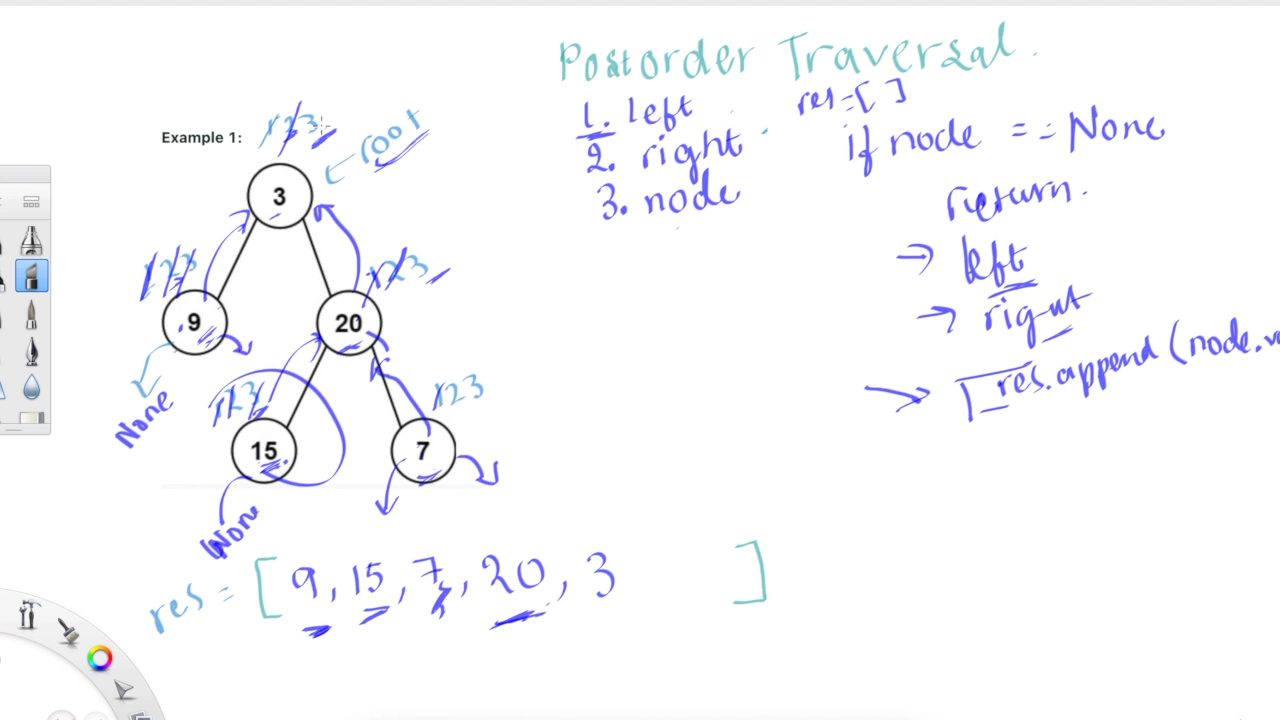 Postorder Traversal.
1. left
2. right
3. node
res=[ ]
if node == None
return.
→ left
→ right
→ res.append(node.v
Example 1:
123
← root
3
123
123
9
20
None
123
123
15
7
None
res = [ 9, 15, 7, 20, 3 ]